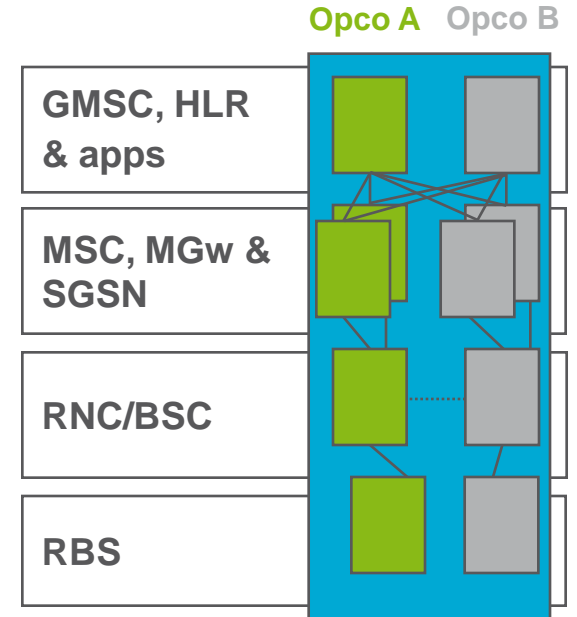 Opco A Opco B
GMSC, HLR
& apps
MSC, MGw &
SGSN
RNC/BSC
RBS